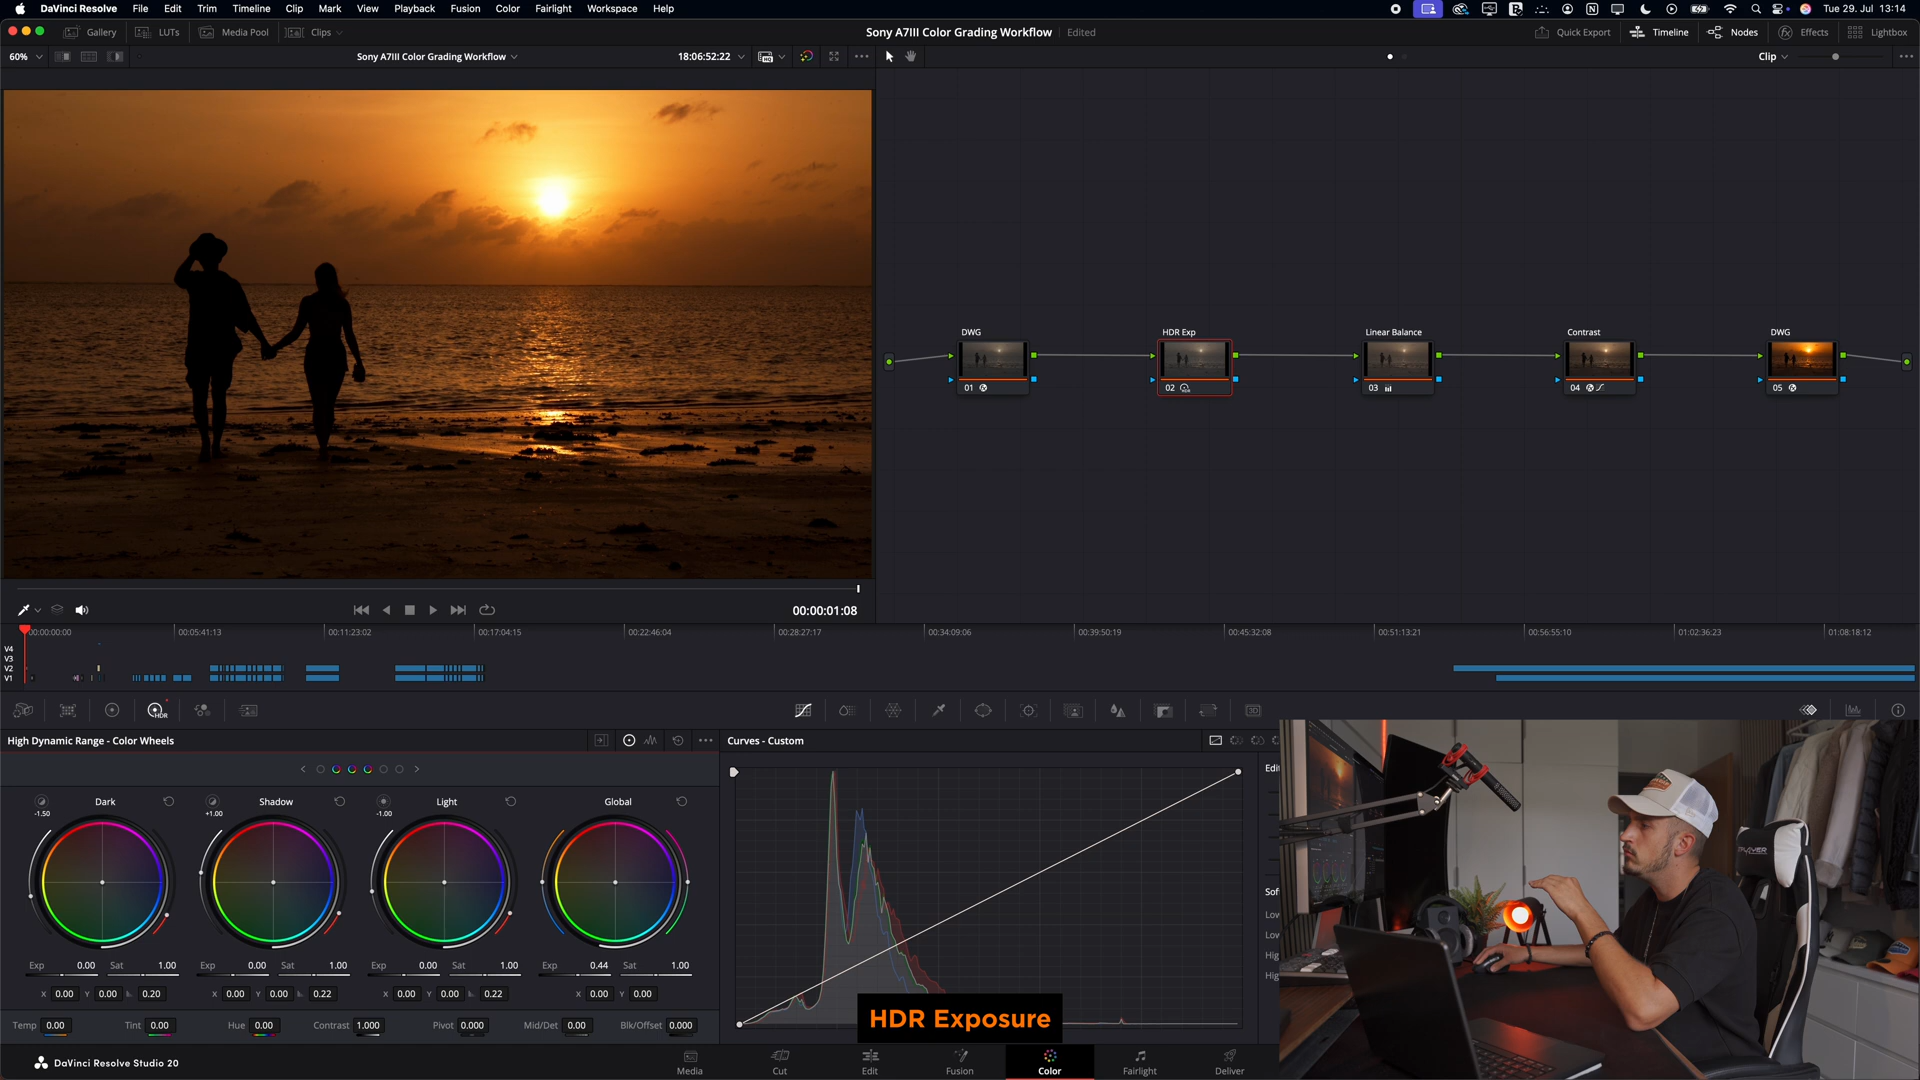 DaVinci Resolve File Edit Trim Timeline Clip Mark View Playback Fusion Color Fairlight Workspace Help Tue 29. Jul 13:14
Gallery LUTs Media Pool Clips Sony A7III Color Grading Workflow Edited Quick Export Timeline Nodes Effects Lightbox
60% Sony A7III Color Grading Workflow 18:06:52:22 Clip
DWG HDR Exp Linear Balance Contrast DWG
01 02 03 04 05
00:00:01:08
00:00:00:00 00:05:41:13 00:11:23:02 00:17:04:15 00:22:46:04 00:28:27:17 00:34:09:06 00:39:50:19 00:45:32:08 00:51:13:21 00:56:55:10 01:02:36:23 01:08:18:12
V4
V3
V2
V1
HDR
3D
High Dynamic Range - Color Wheels Curves - Custom
Edi
Dark Shadow Light Global
-1.50 +1.00 -1.00
PLAYER
Sof
Low
Low
Hig
Hig
Exp 0.00 Sat 1.00 Exp 0.00 Sat 1.00 Exp 0.00 Sat 1.00 Exp 0.44 Sat 1.00
X 0.00 Y 0.00 0.20 X 0.00 Y 0.00 0.22 X 0.00 Y 0.00 0.22 X 0.00 Y 0.00
Temp 0.00 Tint 0.00 Hue 0.00 Contrast 1.000 Pivot 0.000 Mid/Det 0.00 Blk/Offset 0.000
HDR Exposure
DaVinci Resolve Studio 20
Media Cut Edit Fusion Color Fairlight Deliver